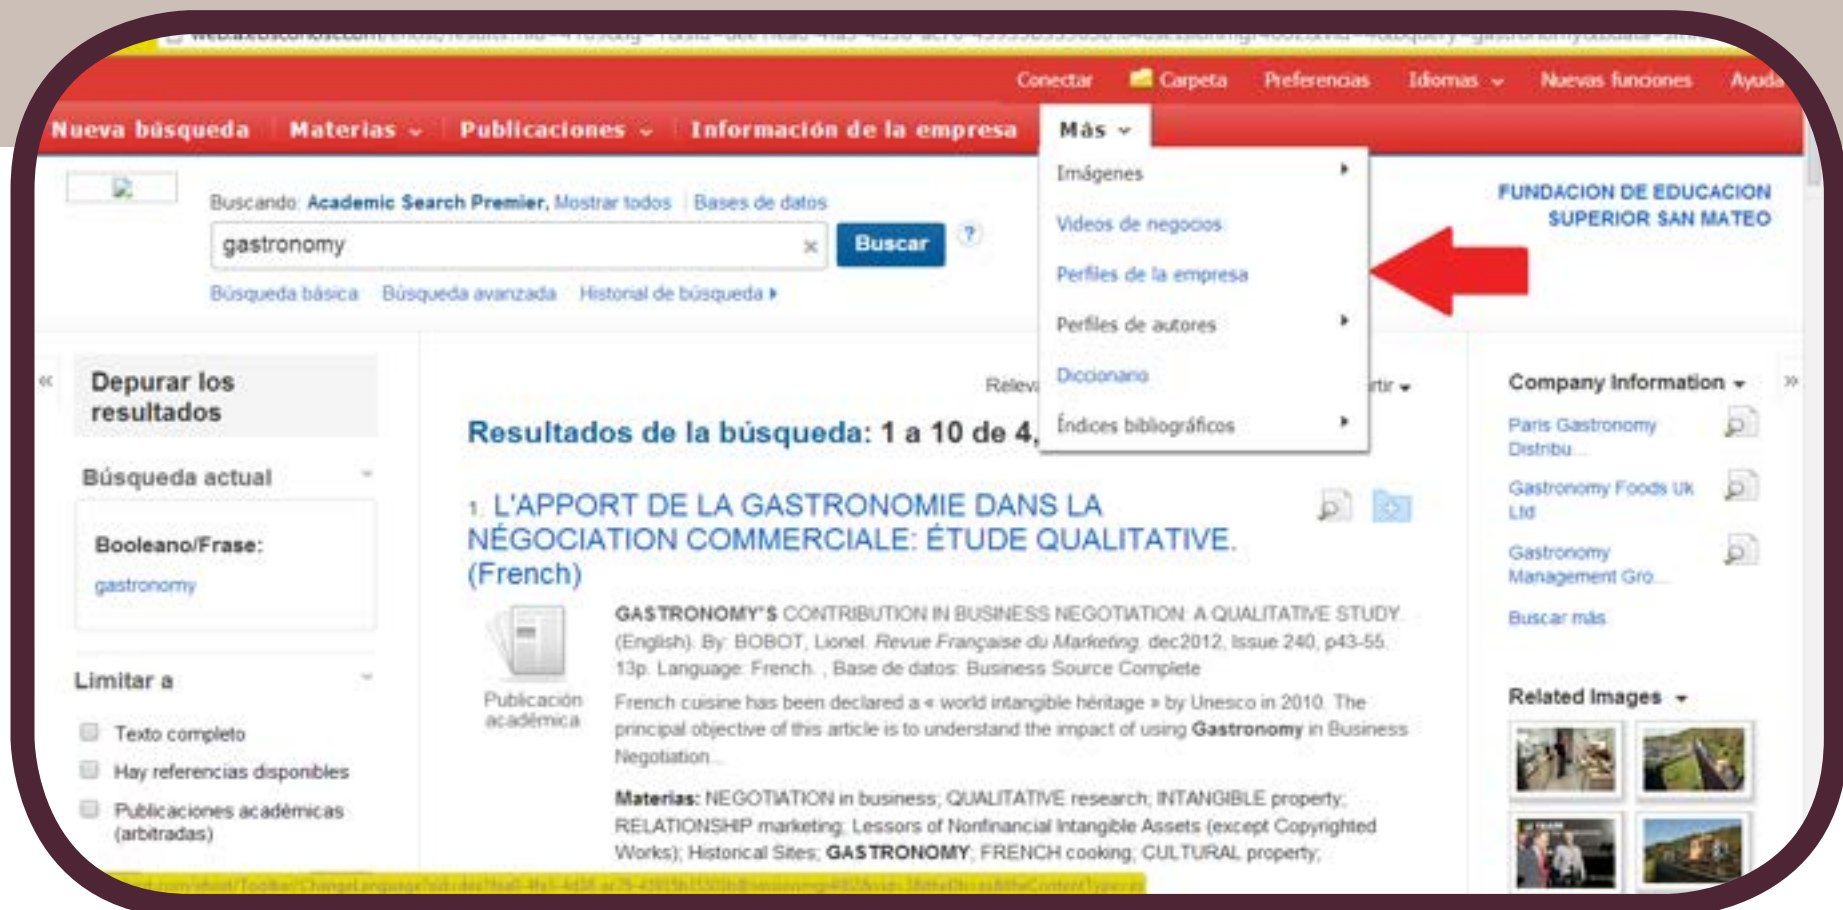 Conectar Carpeta Preferencias Idiomas Nuevas funciones Ayuda
Nueva búsqueda Materias Publicaciones Información de la empresa Más
Imágenes
Videos de negocios
Perfiles de la empresa
Perfiles de autores
Diccionario
Índices bibliográficos
Buscando: Academic Search Premier, Mostrar todos Bases de datos
gastronomy × Buscar ?
Búsqueda básica Búsqueda avanzada Historial de búsqueda
FUNDACION DE EDUCACION
SUPERIOR SAN MATEO
« Depurar los
resultados
Búsqueda actual
Booleano/Frase:
gastronomy
Limitar a
Texto completo
Hay referencias disponibles
Publicaciones académicas
(arbitradas)
Resultados de la búsqueda: 1 a 10 de 4,
1. L'APPORT DE LA GASTRONOMIE DANS LA
NÉGOCIATION COMMERCIALE: ÉTUDE QUALITATIVE.
(French)
Publicación
académica
GASTRONOMY'S CONTRIBUTION IN BUSINESS NEGOTIATION: A QUALITATIVE STUDY.
(English). By: BOBOT, Lionel. Revue Française du Marketing. dec2012, Issue 240, p43-55.
13p. Language: French. , Base de datos: Business Source Complete
French cuisine has been declared a « world intangible héritage » by Unesco in 2010. The
principal objective of this article is to understand the impact of using Gastronomy in Business
Negotiation...
Materias: NEGOTIATION in business; QUALITATIVE research; INTANGIBLE property;
RELATIONSHIP marketing; Lessors of Nonfinancial Intangible Assets (except Copyrighted
Works); Historical Sites; GASTRONOMY; FRENCH cooking; CULTURAL property;
Company Information »
Paris Gastronomy
Distribu...
Gastronomy Foods Uk
Ltd
Gastronomy
Management Gro...
Buscar más
Related Images